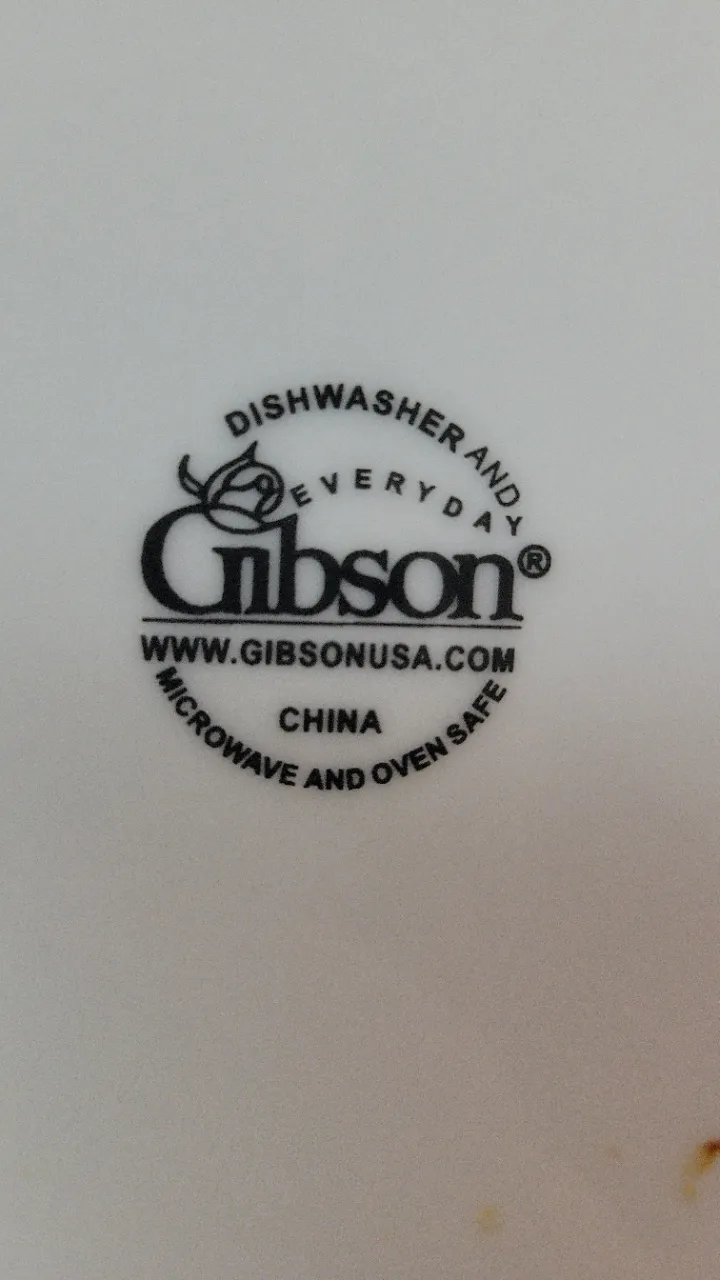 DISHWASHER AND
EVERYDAY
Gibson®
WWW.GIBSONUSA.COM
CHINA
MICROWAVE AND OVEN SAFE